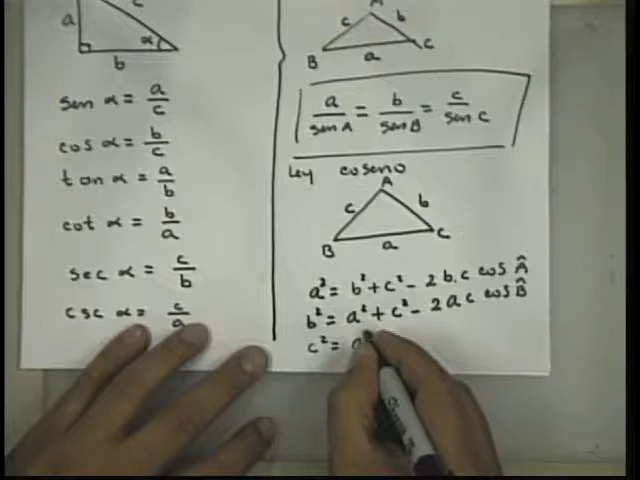 c
a
α
b
sen α = a/c
cos α = b/c
tan α = a/b
cot α = b/a
sec α = c/b
csc α = c/a
A
c b
B a C
a/sen A = b/sen B = c/sen C
Ley coseno
A
c b
B a C
a² = b² + c² - 2 b.c cos Â
b² = a² + c² - 2 a c cos B̂
c² = a